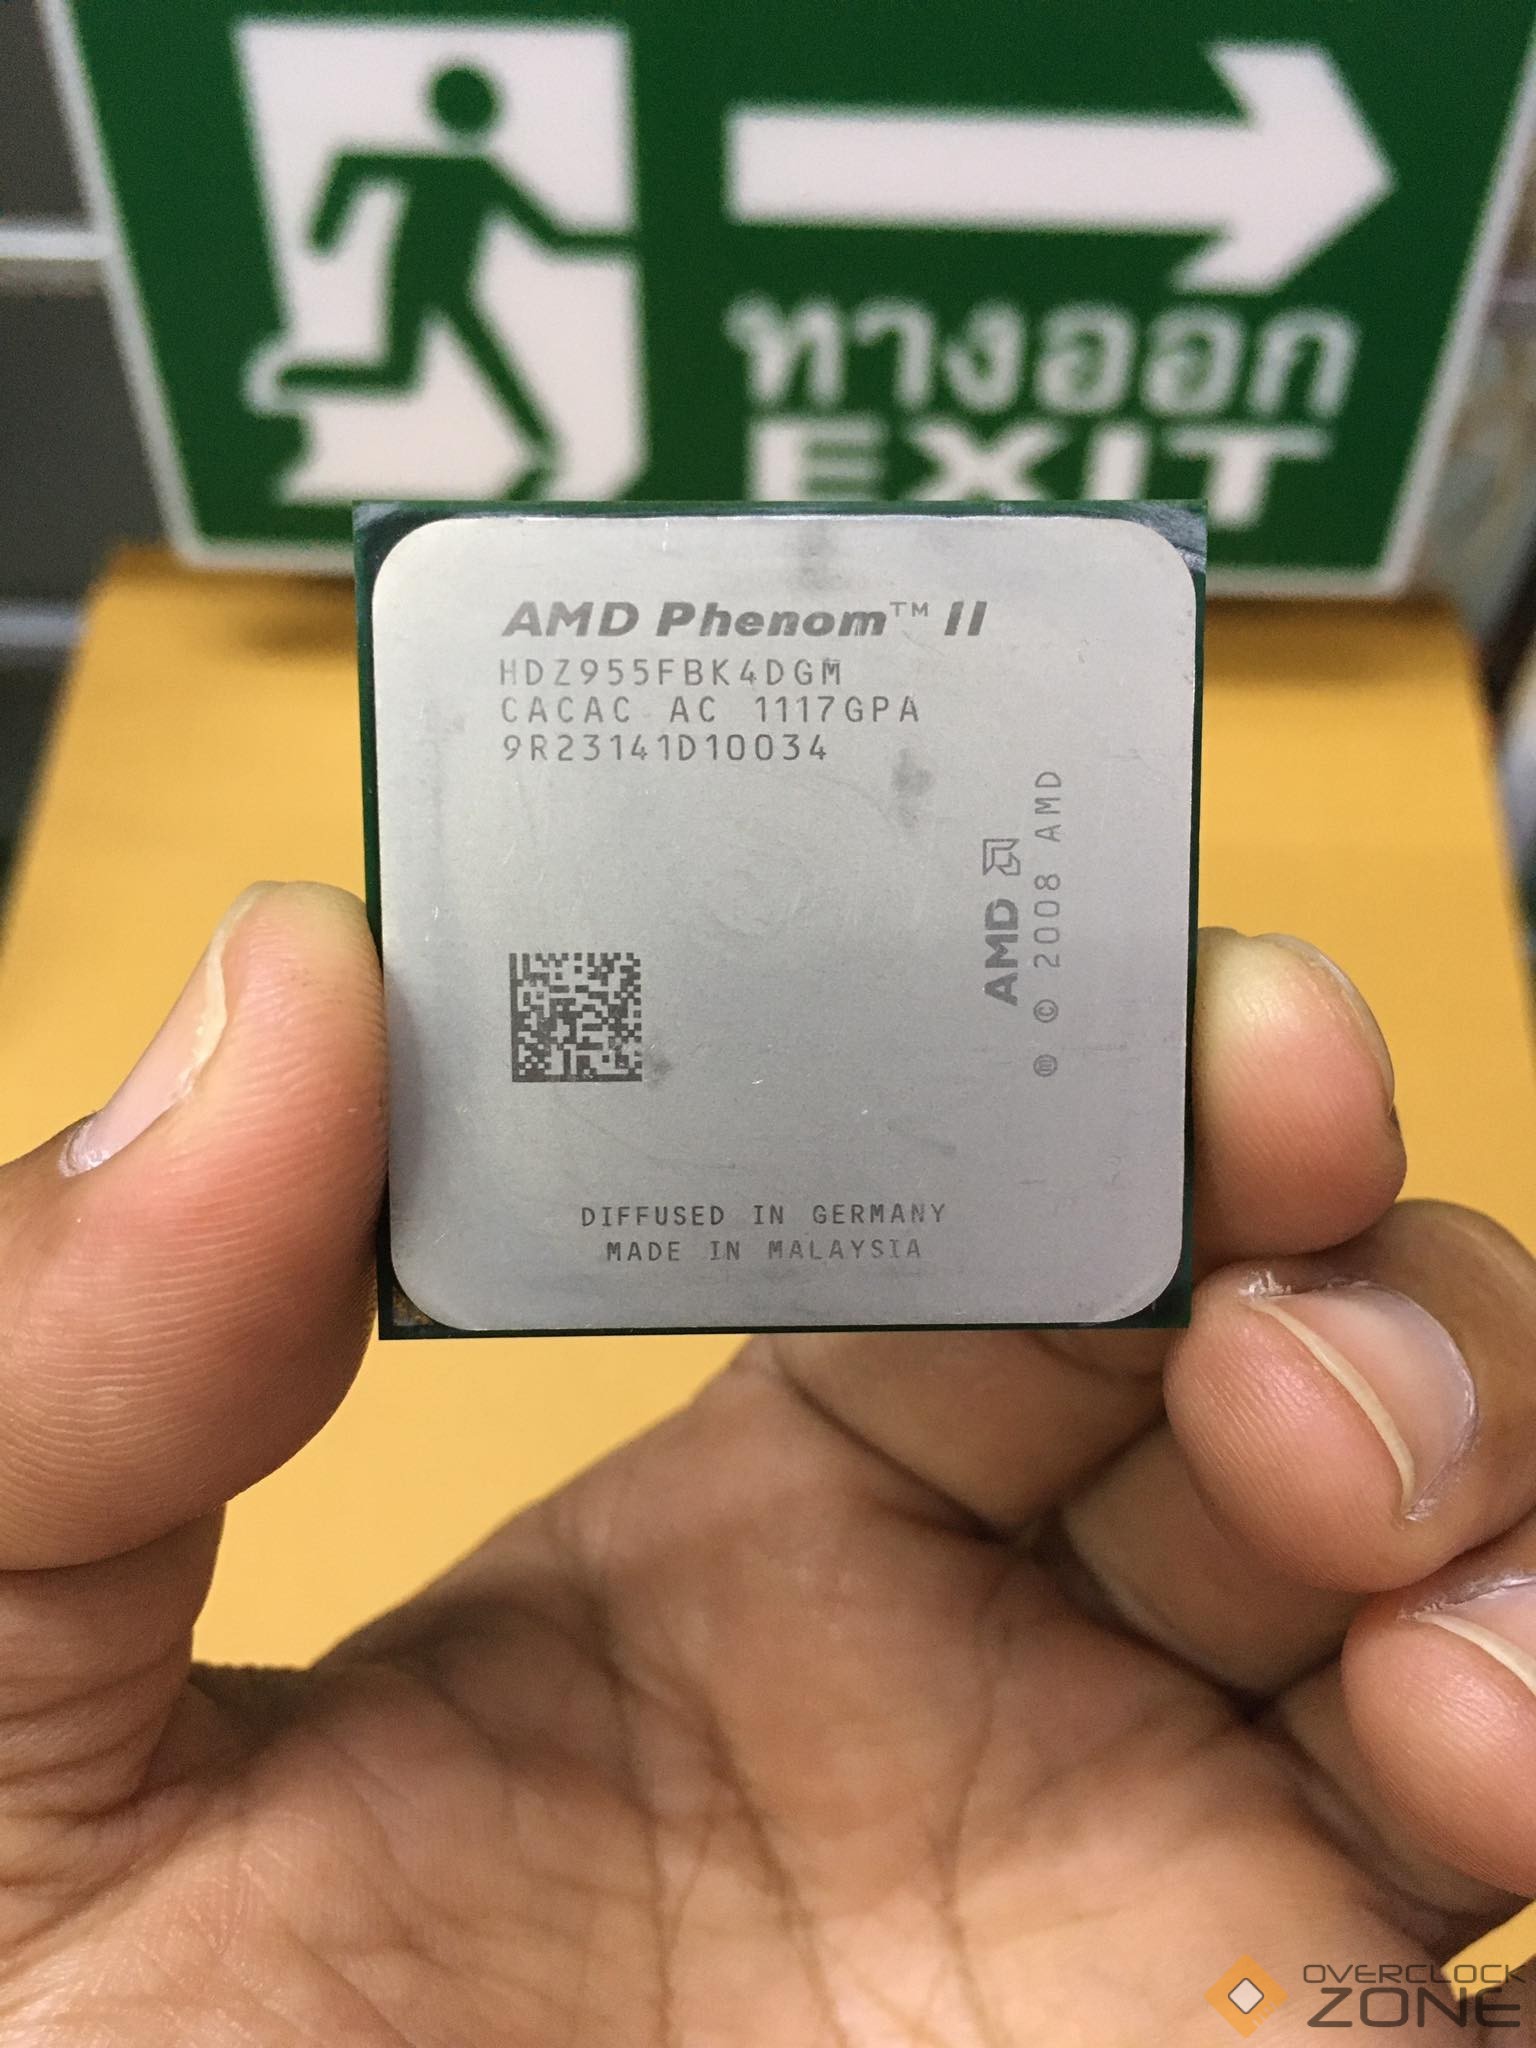 ทางออก
EXIT
AMD Phenom™ II
HDZ955FBK4DGM
CACAC AC 1117GPA
9R23141D10034
AMD
ⓜ © 2008 AMD
DIFFUSED IN GERMANY
MADE IN MALAYSIA
OVERCLOCK
ZONE